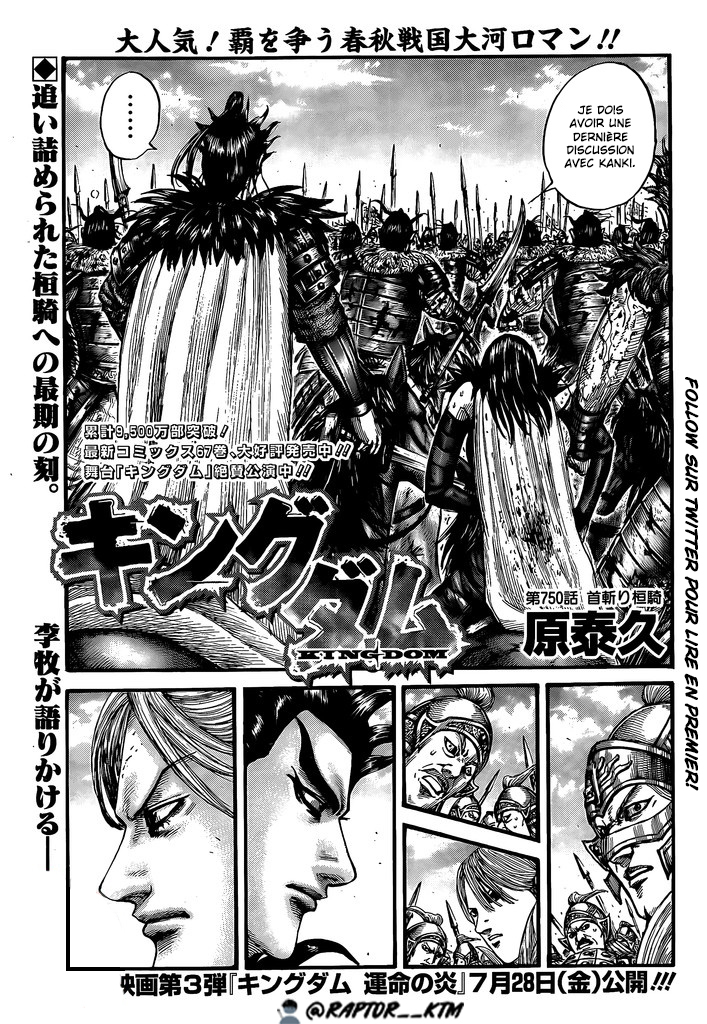 大人気!覇を争う春秋戦国大河ロマン!!
◆追い詰められた桓騎への最期の刻。
李牧が語りかける――
JE DOIS
AVOIR UNE
DERNIÈRE
DISCUSSION
AVEC KANKI.
……
累計9,500万部突破!
最新コミックス67巻、大好評発売中!!
舞台「キングダム」絶賛公演中!!
キングダム
KINGDOM
第750話 首斬り桓騎
原泰久
FOLLOW SUR TWITTER POUR LIRE EN PREMIER!
映画第3弾『キングダム 運命の炎』7月28日(金)公開!!!
@RAPTOR__KTM